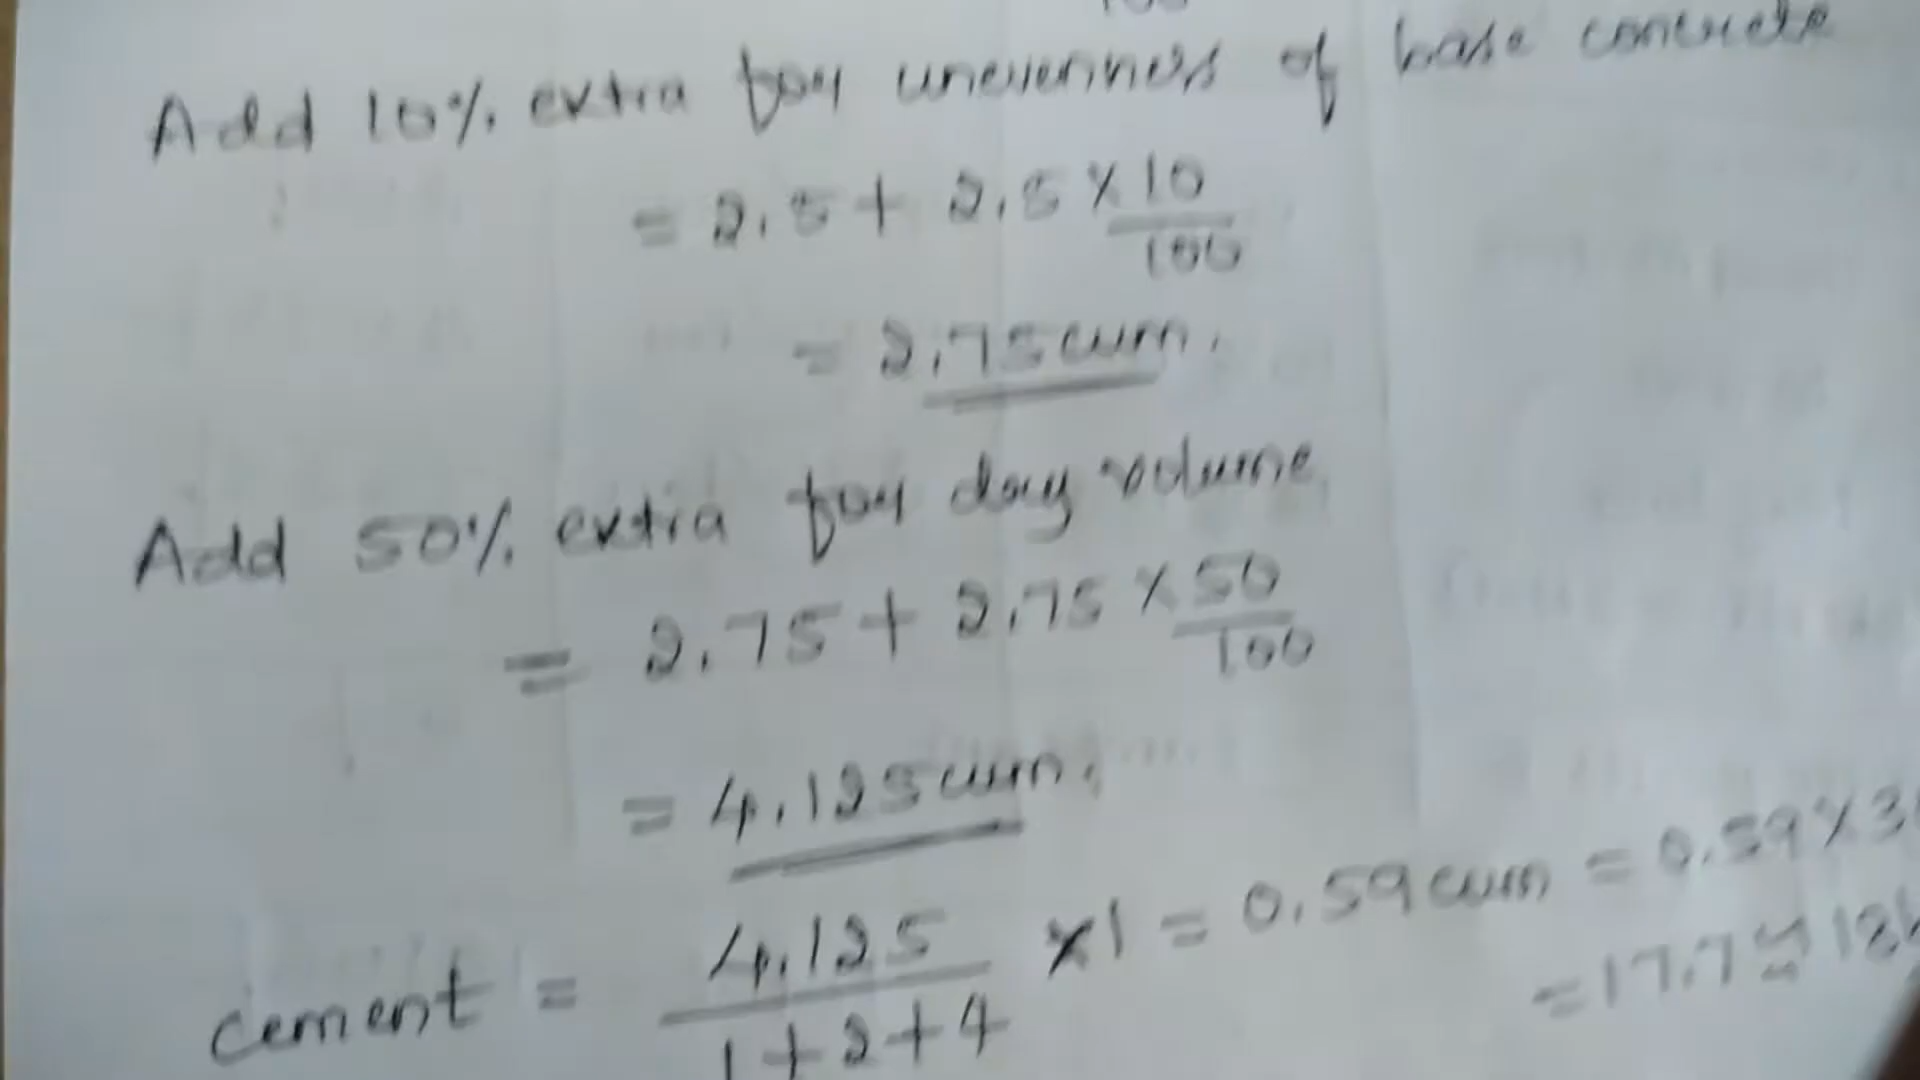 Add 10% extra for unevenness of base concrete
= 2.5 + 2.5 × 10/100
= 2.75 cum.
Add 50% extra for dry volume
= 2.75 + 2.75 × 50/100
= 4.125 cum.
cement = 4.125/1+2+4 × 1 = 0.59 cum = 0.59 × 3
= 17.7 ≃ 18